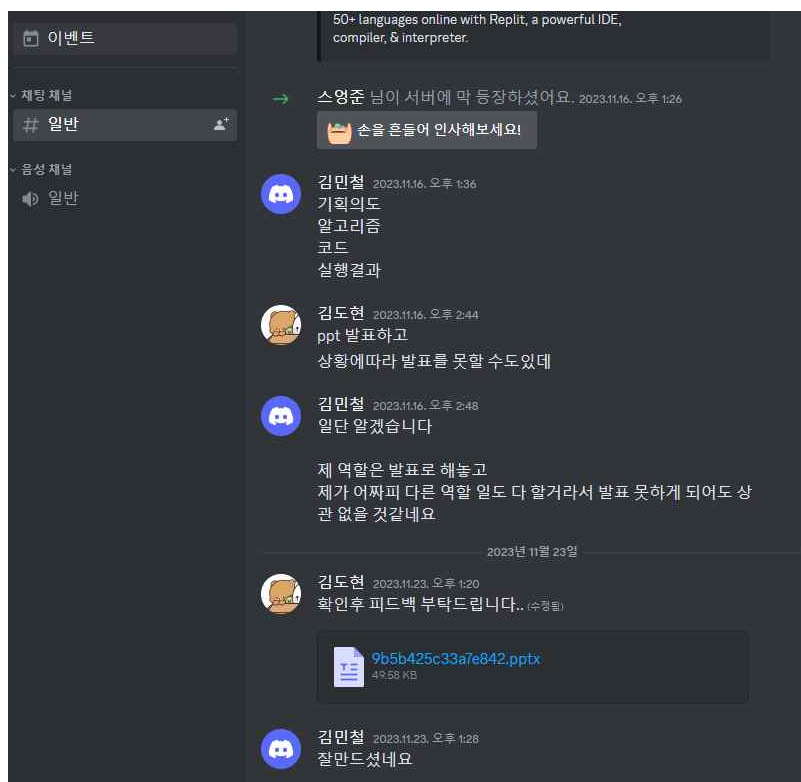 이벤트
채팅 채널
# 일반
음성 채널
일반
50+ languages online with Replit, a powerful IDE,
compiler, & interpreter.
스엉준 님이 서버에 막 등장하셨어요. 2023.11.16. 오후 1:26
손을 흔들어 인사해보세요!
김민철 2023.11.16. 오후 1:36
기획의도
알고리즘
코드
실행결과
김도현 2023.11.16. 오후 2:44
ppt 발표하고
상황에따라 발표를 못할 수도있데
김민철 2023.11.16. 오후 2:48
일단 알겠습니다
제 역할은 발표로 해놓고
제가 어짜피 다른 역할 일도 다 할거라서 발표 못하게 되어도 상
관 없을 것같네요
2023년 11월 23일
김도현 2023.11.23. 오후 1:20
확인후 피드백 부탁드립니다.. (수정됨)
9b5b425c33a7e842.pptx
49.58 KB
김민철 2023.11.23. 오후 1:28
잘만드셨네요